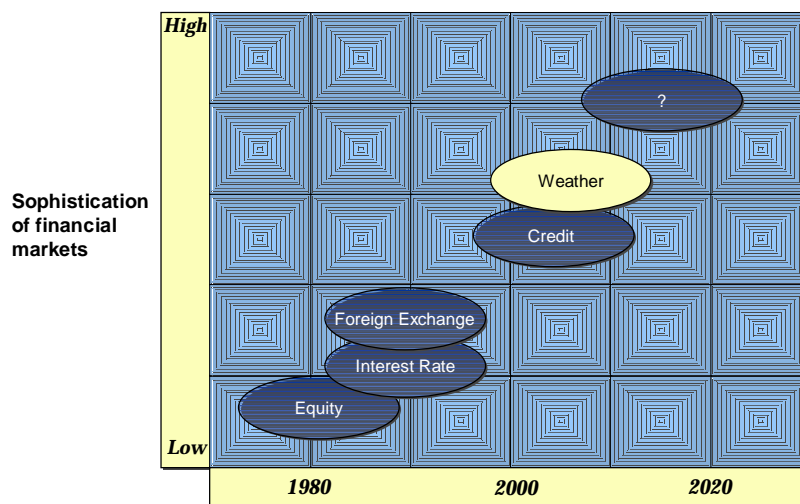 High
?
Weather
Sophistication
of financial
markets
Credit
Foreign Exchange
Interest Rate
Equity
Low
1980
2000
2020